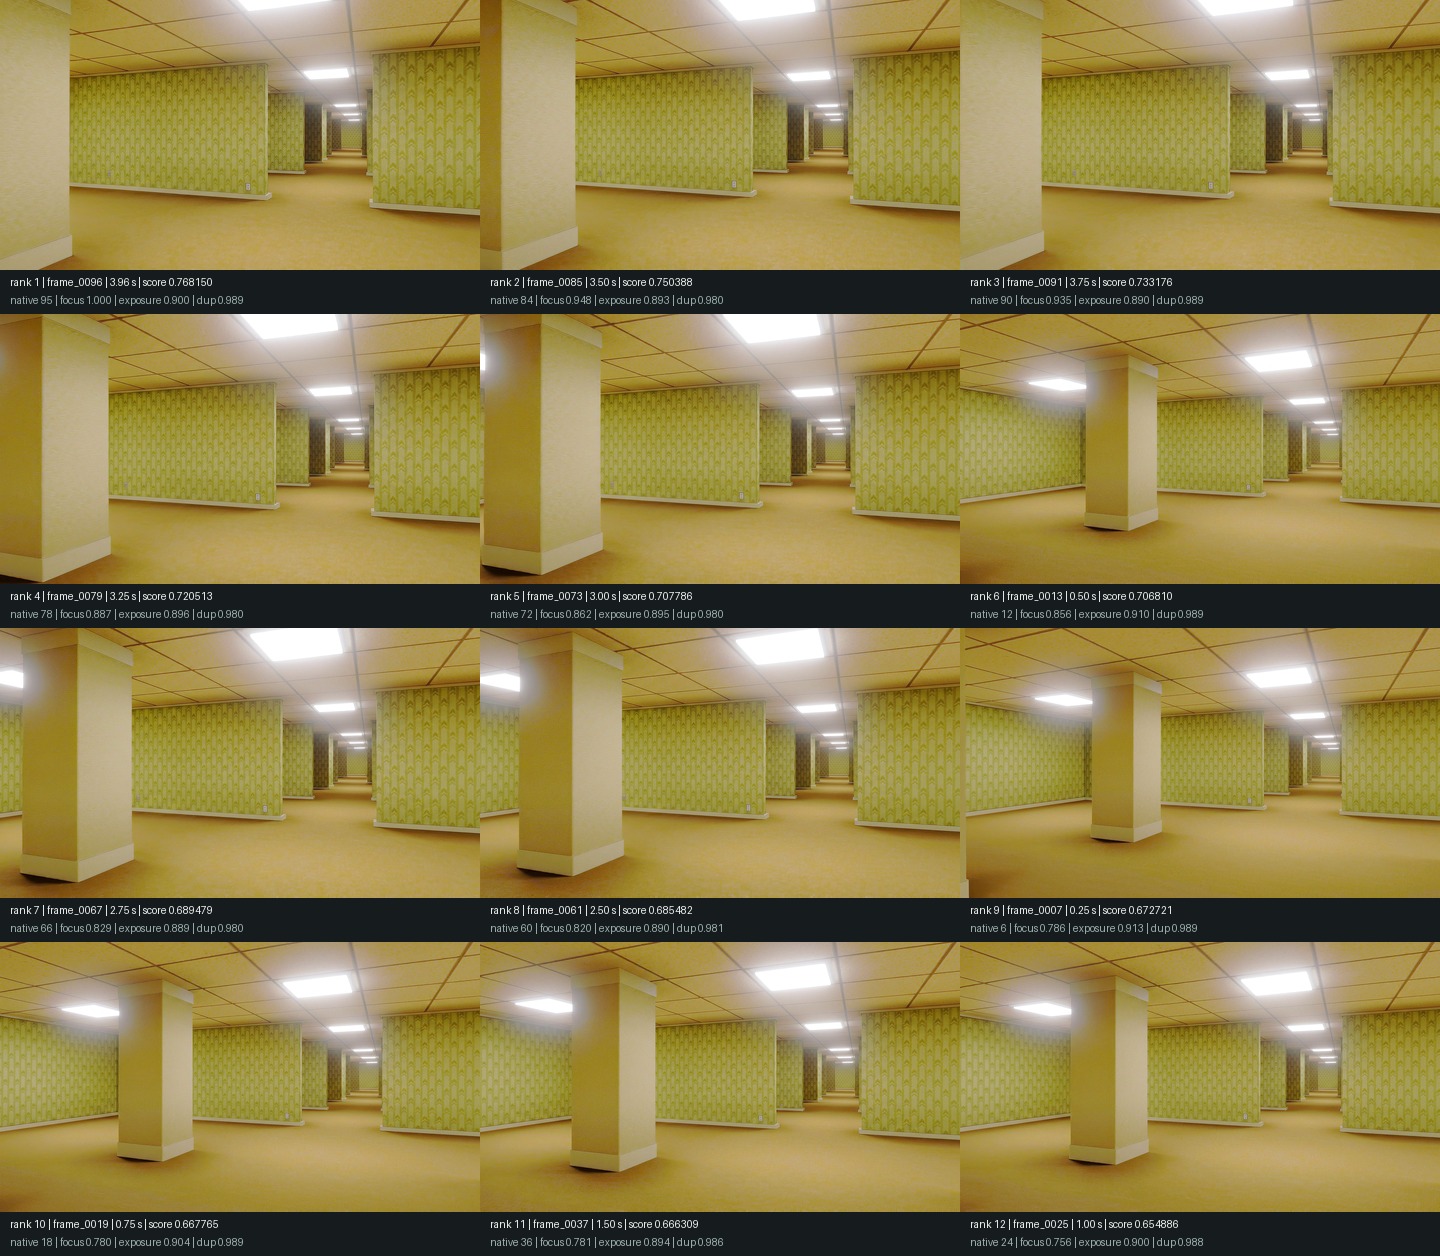 rank 1 | frame_0096 | 3.96 s | score 0.768150
native 95 | focus 1.000 | exposure 0.900 | dup 0.989
rank 2 | frame_0085 | 3.50 s | score 0.750388
native 84 | focus 0.948 | exposure 0.893 | dup 0.980
rank 3 | frame_0091 | 3.75 s | score 0.733176
native 90 | focus 0.935 | exposure 0.890 | dup 0.989
rank 4 | frame_0079 | 3.25 s | score 0.720513
native 78 | focus 0.887 | exposure 0.896 | dup 0.980
rank 5 | frame_0073 | 3.00 s | score 0.707786
native 72 | focus 0.862 | exposure 0.895 | dup 0.980
rank 6 | frame_0013 | 0.50 s | score 0.706810
native 12 | focus 0.856 | exposure 0.910 | dup 0.989
rank 7 | frame_0067 | 2.75 s | score 0.689479
native 66 | focus 0.829 | exposure 0.889 | dup 0.980
rank 8 | frame_0061 | 2.50 s | score 0.685482
native 60 | focus 0.820 | exposure 0.890 | dup 0.981
rank 9 | frame_0007 | 0.25 s | score 0.672721
native 6 | focus 0.786 | exposure 0.913 | dup 0.989
rank 10 | frame_0019 | 0.75 s | score 0.667765
native 18 | focus 0.780 | exposure 0.904 | dup 0.989
rank 11 | frame_0037 | 1.50 s | score 0.666309
native 36 | focus 0.781 | exposure 0.894 | dup 0.986
rank 12 | frame_0025 | 1.00 s | score 0.654886
native 24 | focus 0.756 | exposure 0.900 | dup 0.988